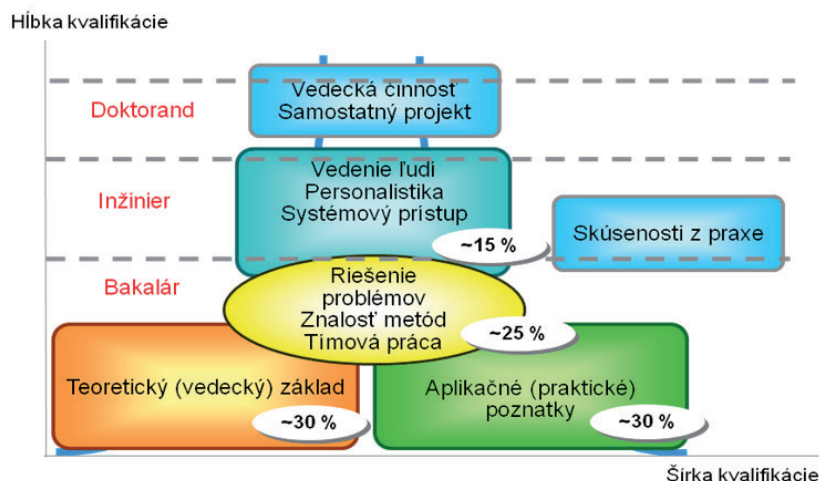 Hĺbka kvalifikácie
Doktorand
Vedecká činnosť
Samostatný projekt
Inžinier
Vedenie ľudí
Personalistika
Systémový prístup
~15 %
Skúsenosti z praxe
Bakalár
Riešenie
problémov
Znalosť metód
Tímová práca
~25 %
Teoretický (vedecký) základ
~30 %
Aplikačné (praktické)
poznatky
~30 %
Šírka kvalifikácie